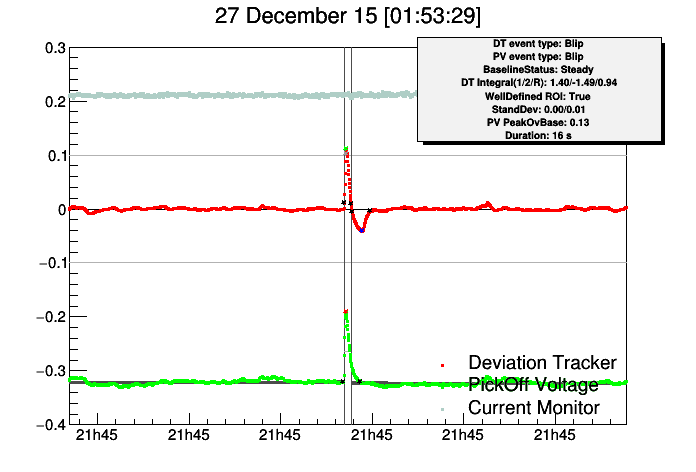 27 December 15 [01:53:29]
DT event type: Blip
PV event type: Blip
BaselineStatus: Steady
DT Integral(1/2/R): 1.40/-1.49/0.94
WellDefined ROI: True
StandDev: 0.00/0.01
PV PeakOvBase: 0.13
Duration: 16 s
0.3
0.2
0.1
0
−0.1
−0.2
−0.3
−0.4
Deviation Tracker
PickOff Voltage
Current Monitor
21h45 21h45 21h45 21h45 21h45 21h45